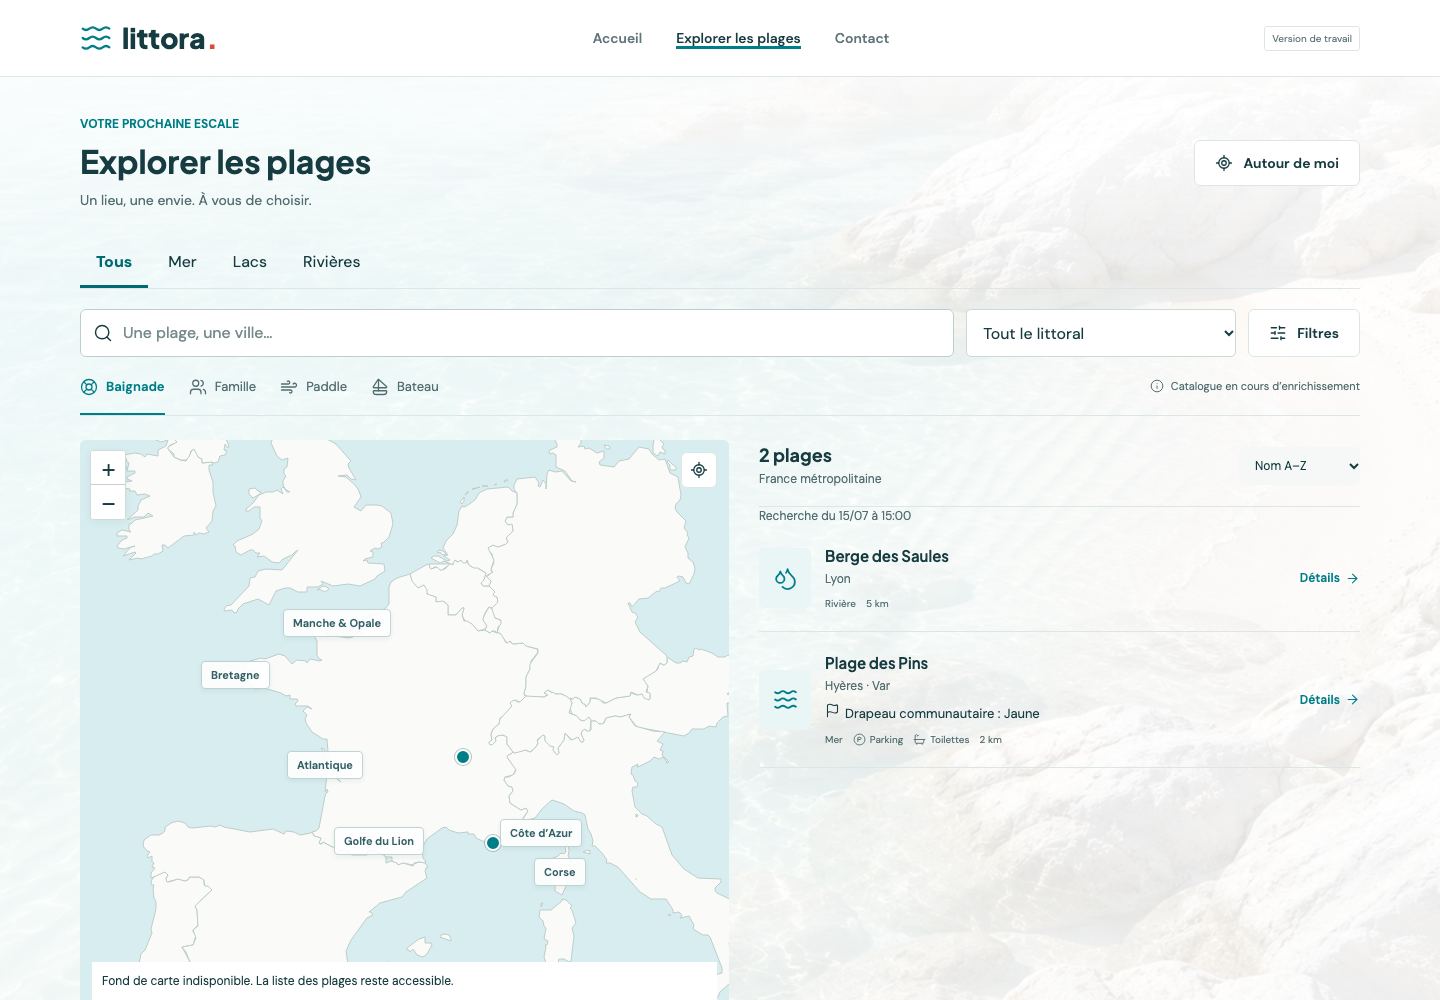 littora.
Accueil
Explorer les plages
Contact
Version de travail
VOTRE PROCHAINE ESCALE
Explorer les plages
Un lieu, une envie. À vous de choisir.
Autour de moi
Tous
Mer
Lacs
Rivières
Une plage, une ville…
Tout le littoral
Filtres
Baignade
Famille
Paddle
Bateau
Catalogue en cours d’enrichissement
+
−
Manche & Opale
Bretagne
Atlantique
Golfe du Lion
Côte d’Azur
Corse
Fond de carte indisponible. La liste des plages reste accessible.
2 plages
France métropolitaine
Nom A–Z
Recherche du 15/07 à 15:00
Berge des Saules
Lyon
Rivière 5 km
Détails →
Plage des Pins
Hyères · Var
Drapeau communautaire : Jaune
Mer Parking Toilettes 2 km
Détails →